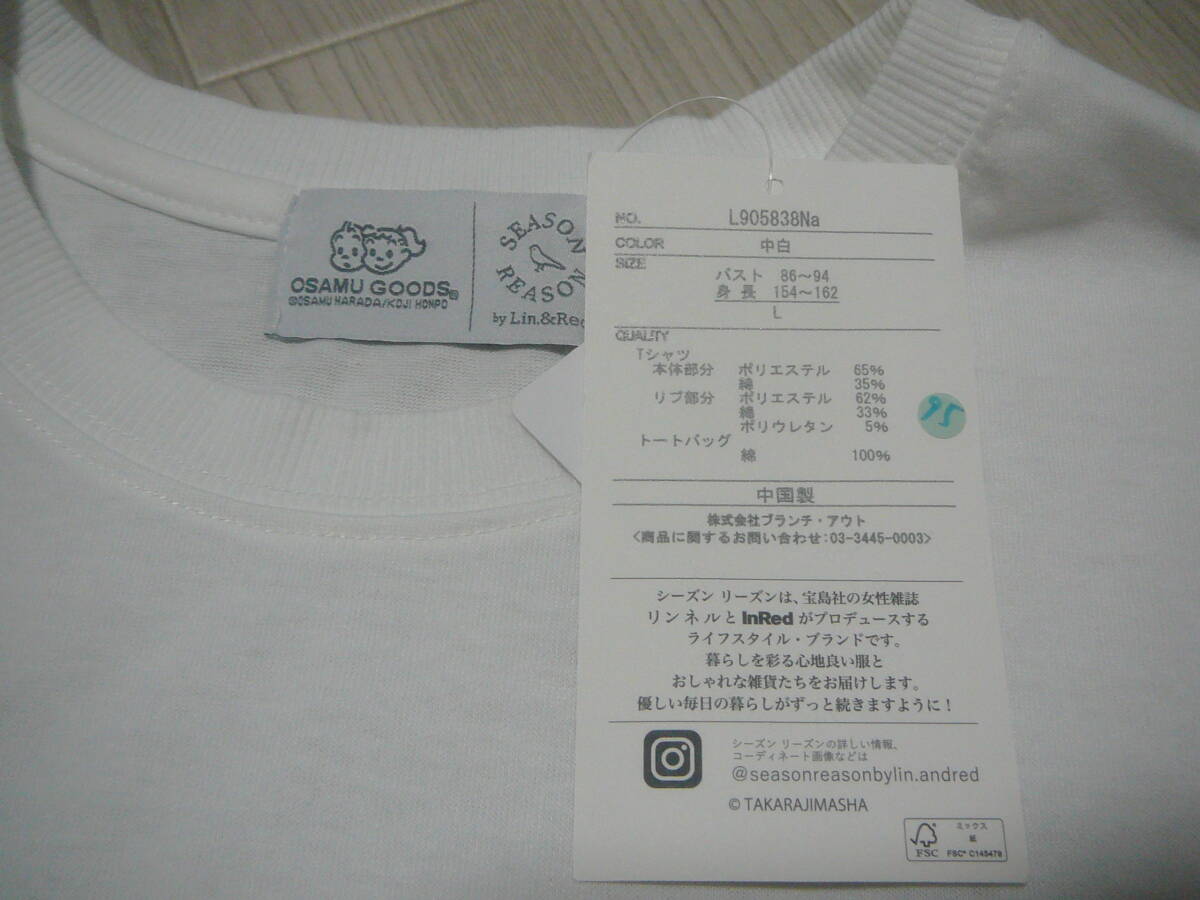 OSAMU GOODS®
©OSAMU HARADA/KOJI HONPO
SEASON
REASON
by Lin.&Re
NO. L905838Na
COLOR 中白
SIZE
バスト 86～94
身長 154～162
L
QUALITY
Tシャツ
本体部分 ポリエステル 65%
綿 35%
リブ部分 ポリエステル 62%
綿 33%
ポリウレタン 5%
トートバッグ
綿 100%
95
中国製
株式会社ブランチ・アウト
<商品に関するお問い合わせ:03-3445-0003>
シーズン リーズンは、宝島社の女性雑誌
リンネルと InRed がプロデュースする
ライフスタイル・ブランドです。
暮らしを彩る心地良い服と
おしゃれな雑貨たちをお届けします。
優しい毎日の暮らしがずっと続きますように!
シーズン リーズンの詳しい情報、
コーディネート画像などは
@seasonreasonbylin.andred
© TAKARAJIMASHA
ミックス
紙
FSC
FSC® C145479